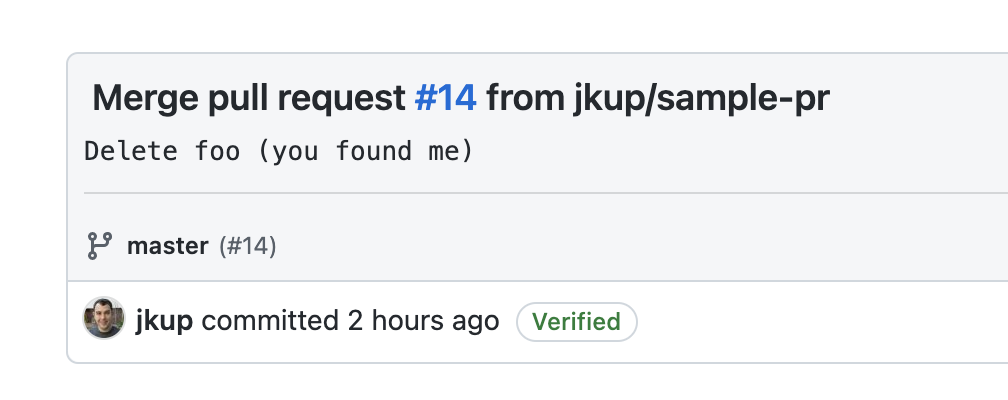 Merge pull request #14 from jkup/sample-pr
Delete foo (you found me)
master (#14)
jkup committed 2 hours ago Verified